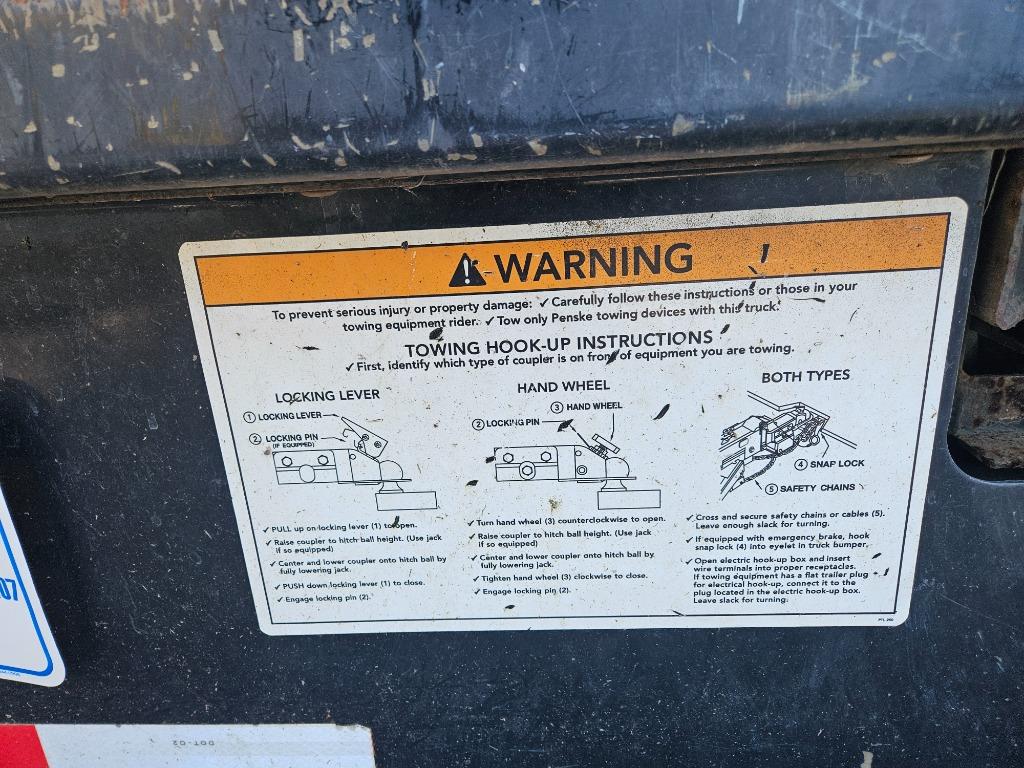 WARNING
To prevent serious injury or property damage: ✓ Carefully follow these instructions or those in your
towing equipment rider. ✓ Tow only Penske towing devices with this truck.
TOWING HOOK-UP INSTRUCTIONS
✓ First, identify which type of coupler is on front of equipment you are towing.
LOCKING LEVER
1 LOCKING LEVER
2 LOCKING PIN
(IF EQUIPPED)
✓ PULL up on locking lever (1) to open.
✓ Raise coupler to hitch ball height. (Use jack
if so equipped)
✓ Center and lower coupler onto hitch ball by
fully lowering jack.
✓ PUSH down locking lever (1) to close.
✓ Engage locking pin (2).
HAND WHEEL
3 HAND WHEEL
2 LOCKING PIN
✓ Turn hand wheel (3) counterclockwise to open.
✓ Raise coupler to hitch ball height. (Use jack
if so equipped)
✓ Center and lower coupler onto hitch ball by
fully lowering jack.
✓ Tighten hand wheel (3) clockwise to close.
✓ Engage locking pin (2).
BOTH TYPES
4 SNAP LOCK
5 SAFETY CHAINS
✓ Cross and secure safety chains or cables (5).
Leave enough slack for turning.
✓ If equipped with emergency brake, hook
snap lock (4) into eyelet in truck bumper.
✓ Open electric hook-up box and insert
wire terminals into proper receptacles.
If towing equipment has a flat trailer plug
for electrical hook-up, connect it to the
plug located in the electric hook-up box.
Leave slack for turning.
07
DOT-C2